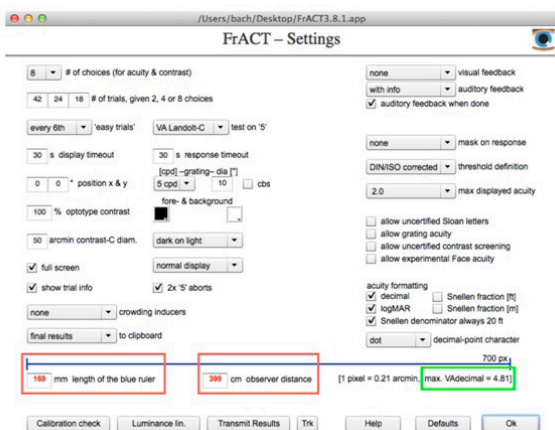 /Users/bach/Desktop/FrACT3.8.1.app
FrACT – Settings
8 # of choices (for acuity & contrast)
42 24 18 # of trials, given 2, 4 or 8 choices
every 6th 'easy trials' VA Landolt-C test on '5'
30 s display timeout 30 s response timeout
[cpd] –grating– dia [°]
0 0 ° position x & y 5 cpd 10 cbs
fore- & background
100 % optotype contrast
50 arcmin contrast-C diam. dark on light
full screen normal display
show trial info 2x '5' aborts
none crowding inducers
final results to clipboard
none visual feedback
with info auditory feedback
auditory feedback when done
none mask on response
DIN/ISO corrected threshold definition
2.0 max displayed acuity
allow uncertified Sloan letters
allow grating acuity
allow uncertified contrast screening
allow experimental Face acuity
acuity formatting
decimal Snellen fraction [ft]
logMAR Snellen fraction [m]
Snellen denominator always 20 ft
dot decimal-point character
700 px
169 mm length of the blue ruler 399 cm observer distance [1 pixel = 0.21 arcmin, max. VAdecimal = 4.81]
Calibration check Luminance lin. Transmit Results Trk Help Defaults Ok